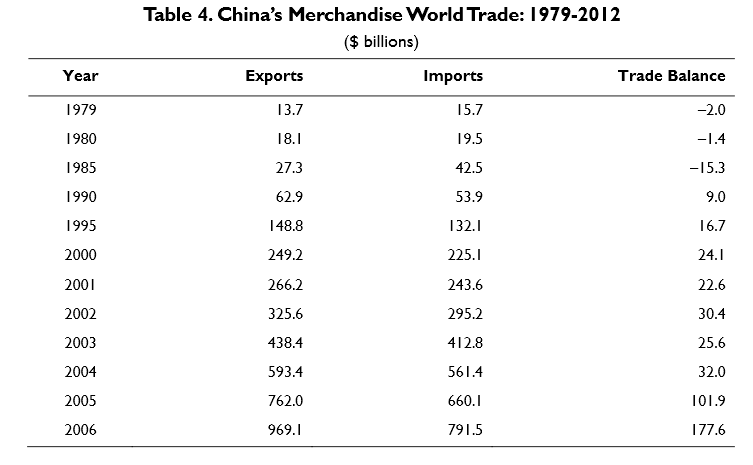 Table 4. China's Merchandise World Trade: 1979-2012
($ billions)
Year Exports Imports Trade Balance
1979 13.7 15.7 –2.0
1980 18.1 19.5 –1.4
1985 27.3 42.5 –15.3
1990 62.9 53.9 9.0
1995 148.8 132.1 16.7
2000 249.2 225.1 24.1
2001 266.2 243.6 22.6
2002 325.6 295.2 30.4
2003 438.4 412.8 25.6
2004 593.4 561.4 32.0
2005 762.0 660.1 101.9
2006 969.1 791.5 177.6